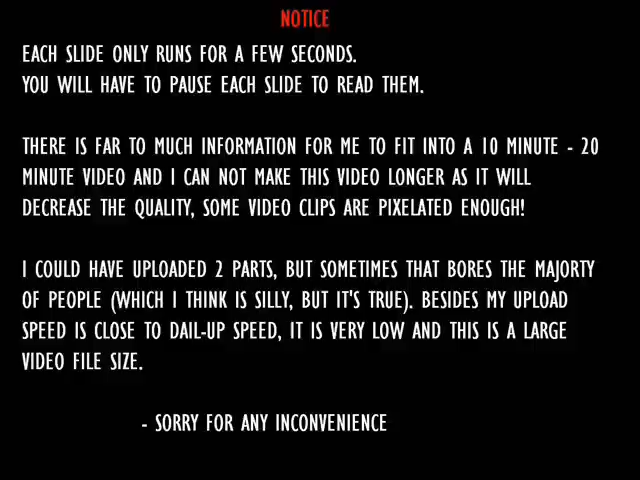 NOTICE
EACH SLIDE ONLY RUNS FOR A FEW SECONDS.
YOU WILL HAVE TO PAUSE EACH SLIDE TO READ THEM.
THERE IS FAR TO MUCH INFORMATION FOR ME TO FIT INTO A 10 MINUTE - 20
MINUTE VIDEO AND I CAN NOT MAKE THIS VIDEO LONGER AS IT WILL
DECREASE THE QUALITY, SOME VIDEO CLIPS ARE PIXELATED ENOUGH!
I COULD HAVE UPLOADED 2 PARTS, BUT SOMETIMES THAT BORES THE MAJORTY
OF PEOPLE (WHICH I THINK IS SILLY, BUT IT'S TRUE). BESIDES MY UPLOAD
SPEED IS CLOSE TO DAIL-UP SPEED, IT IS VERY LOW AND THIS IS A LARGE
VIDEO FILE SIZE.
- SORRY FOR ANY INCONVENIENCE